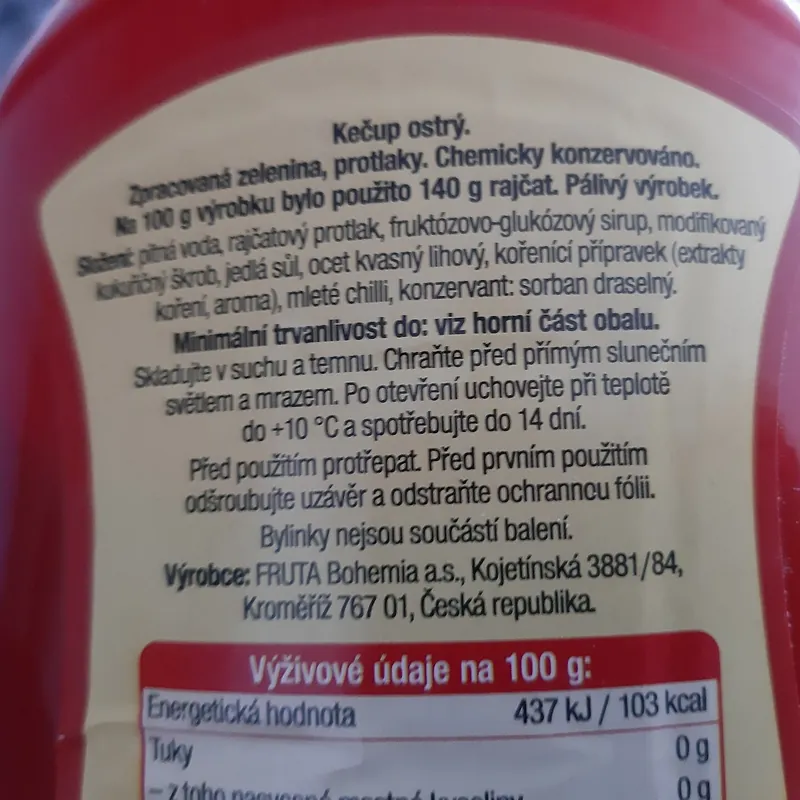 Kečup ostrý.
Zpracovaná zelenina, protlaky. Chemicky konzervováno.
Na 100 g výrobku bylo použito 140 g rajčat. Pálivý výrobek.
Složení: pitná voda, rajčatový protlak, fruktózovo-glukózový sirup, modifikovaný
kukuřičný škrob, jedlá sůl, ocet kvasný lihový, kořenící přípravek (extrakty
koření, aroma), mleté chilli, konzervant: sorban draselný.
Minimální trvanlivost do: viz horní část obalu.
Skladujte v suchu a temnu. Chraňte před přímým slunečním
světlem a mrazem. Po otevření uchovejte při teplotě
do +10 °C a spotřebujte do 14 dní.
Před použitím protřepat. Před prvním použitím
odšroubujte uzávěr a odstraňte ochrannou fólii.
Bylinky nejsou součástí balení.
Výrobce: FRUTA Bohemia a.s., Kojetínská 3881/84,
Kroměříž 767 01, Česká republika.
Výživové údaje na 100 g:
Energetická hodnota 437 kJ / 103 kcal
Tuky 0 g
– z toho nasycené mastné kyseliny 0 g